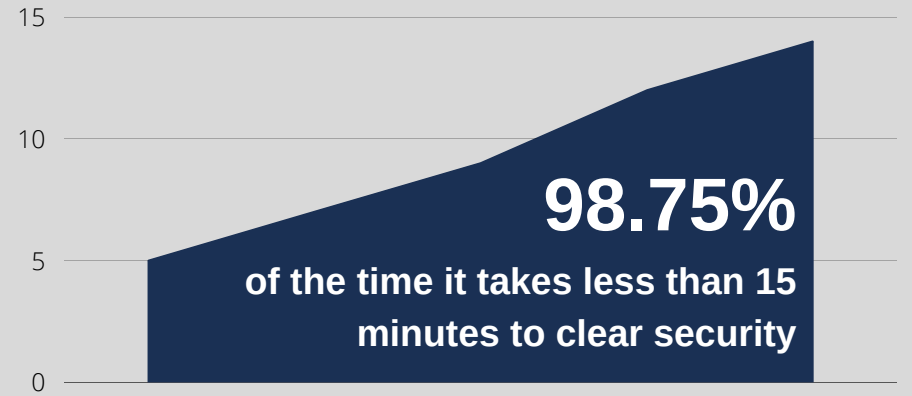 15
10
98.75%
5
of the time it takes less than 15
minutes to clear security
0